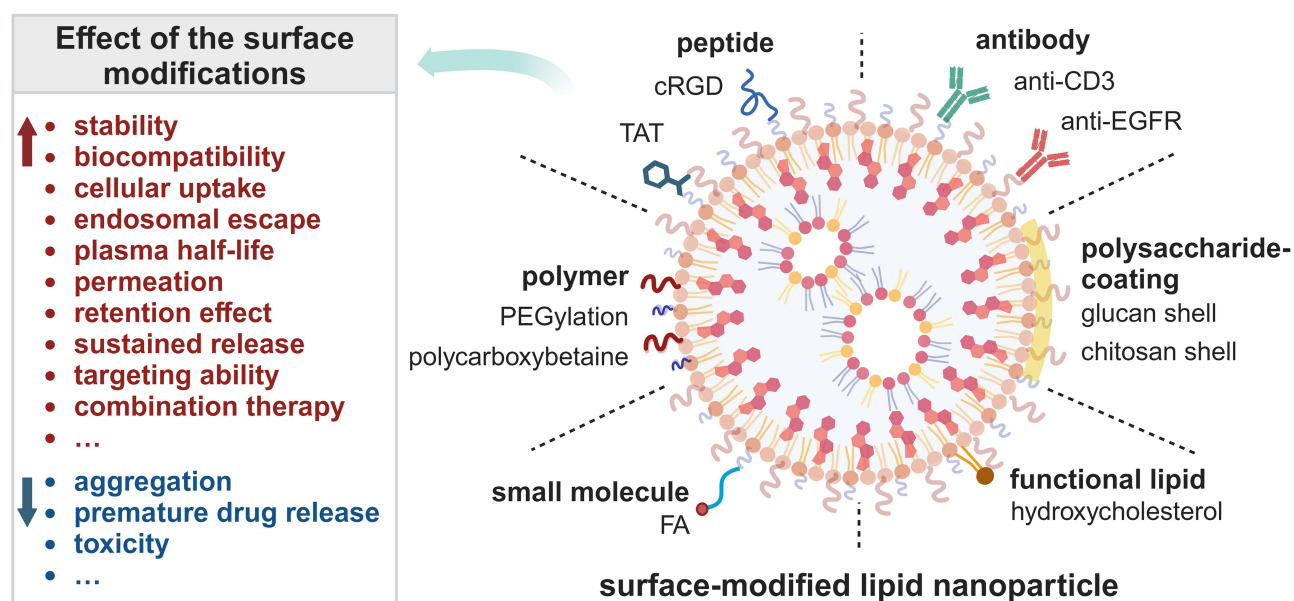 Effect of the surface
modifications
• stability
• biocompatibility
• cellular uptake
• endosomal escape
• plasma half-life
• permeation
• retention effect
• sustained release
• targeting ability
• combination therapy
• ...
• aggregation
• premature drug release
• toxicity
• ...
peptide
cRGD
TAT
antibody
anti-CD3
anti-EGFR
polymer
PEGylation
polycarboxybetaine
polysaccharide-
coating
glucan shell
chitosan shell
small molecule
FA
functional lipid
hydroxycholesterol
surface-modified lipid nanoparticle